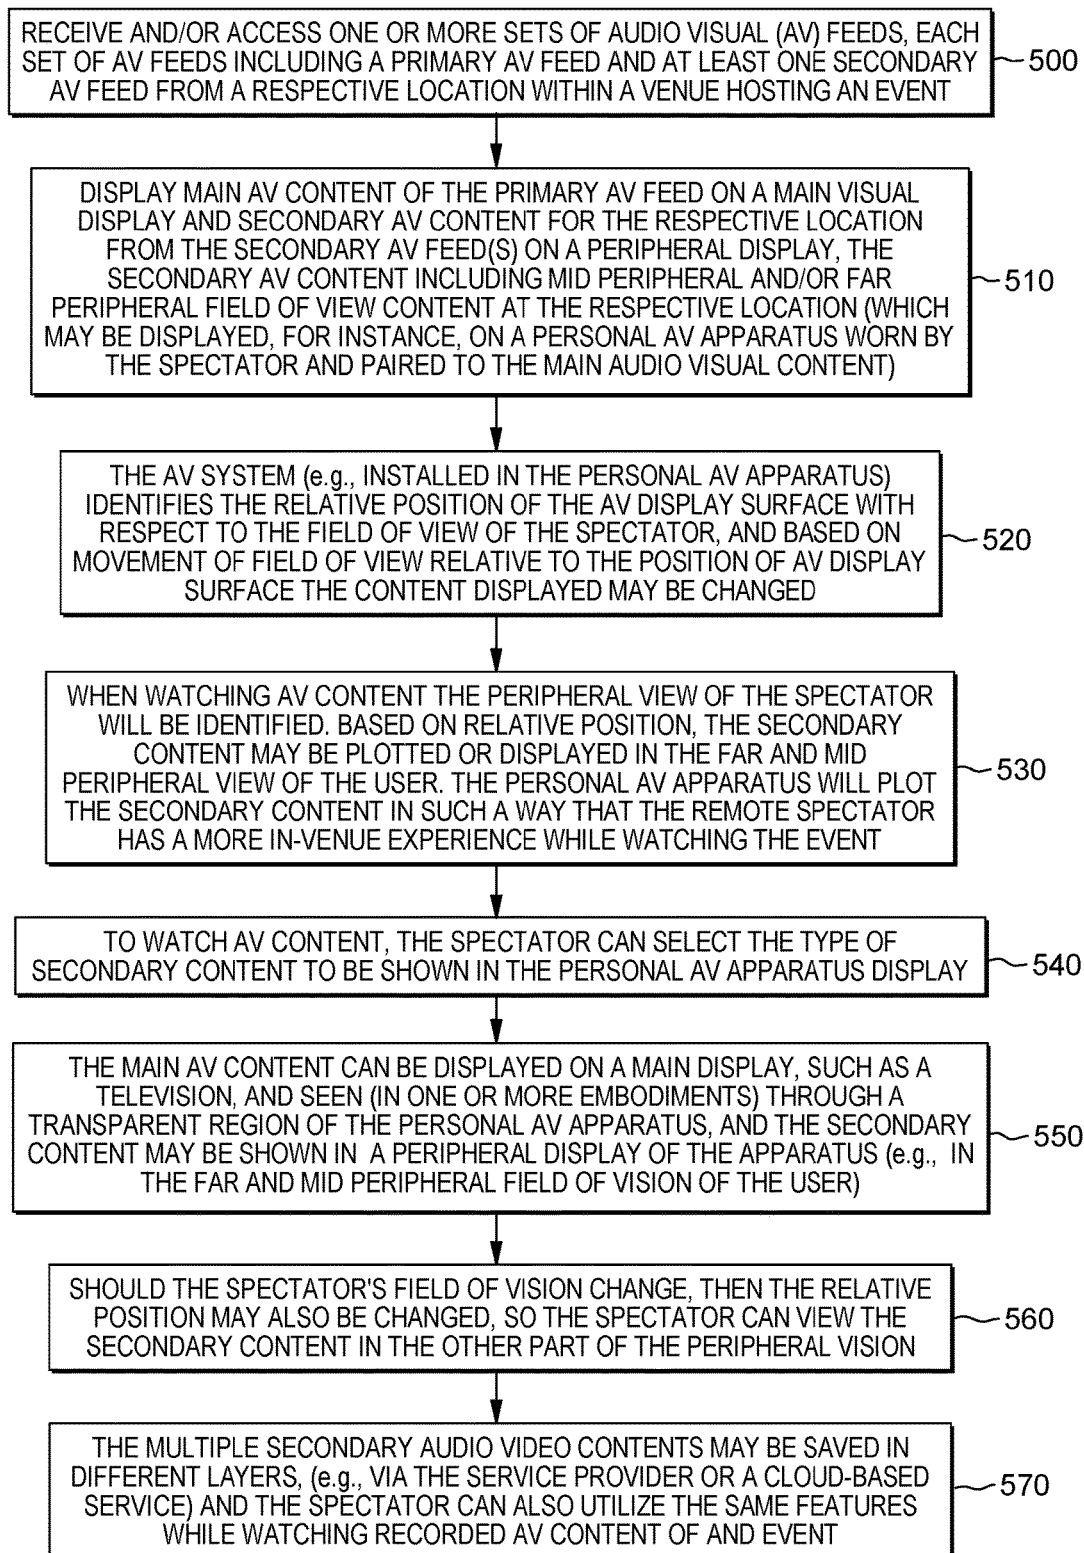 RECEIVE AND/OR ACCESS ONE OR MORE SETS OF AUDIO VISUAL (AV) FEEDS, EACH
SET OF AV FEEDS INCLUDING A PRIMARY AV FEED AND AT LEAST ONE SECONDARY
AV FEED FROM A RESPECTIVE LOCATION WITHIN A VENUE HOSTING AN EVENT
500
DISPLAY MAIN AV CONTENT OF THE PRIMARY AV FEED ON A MAIN VISUAL
DISPLAY AND SECONDARY AV CONTENT FOR THE RESPECTIVE LOCATION
FROM THE SECONDARY AV FEED(S) ON A PERIPHERAL DISPLAY, THE
SECONDARY AV CONTENT INCLUDING MID PERIPHERAL AND/OR FAR
PERIPHERAL FIELD OF VIEW CONTENT AT THE RESPECTIVE LOCATION (WHICH
MAY BE DISPLAYED, FOR INSTANCE, ON A PERSONAL AV APPARATUS WORN BY
THE SPECTATOR AND PAIRED TO THE MAIN AUDIO VISUAL CONTENT)
510
THE AV SYSTEM (e.g., INSTALLED IN THE PERSONAL AV APPARATUS)
IDENTIFIES THE RELATIVE POSITION OF THE AV DISPLAY SURFACE WITH
RESPECT TO THE FIELD OF VIEW OF THE SPECTATOR, AND BASED ON
MOVEMENT OF FIELD OF VIEW RELATIVE TO THE POSITION OF AV DISPLAY
SURFACE THE CONTENT DISPLAYED MAY BE CHANGED
520
WHEN WATCHING AV CONTENT THE PERIPHERAL VIEW OF THE SPECTATOR
WILL BE IDENTIFIED. BASED ON RELATIVE POSITION, THE SECONDARY
CONTENT MAY BE PLOTTED OR DISPLAYED IN THE FAR AND MID
PERIPHERAL VIEW OF THE USER. THE PERSONAL AV APPARATUS WILL PLOT
THE SECONDARY CONTENT IN SUCH A WAY THAT THE REMOTE SPECTATOR
HAS A MORE IN-VENUE EXPERIENCE WHILE WATCHING THE EVENT
530
TO WATCH AV CONTENT, THE SPECTATOR CAN SELECT THE TYPE OF
SECONDARY CONTENT TO BE SHOWN IN THE PERSONAL AV APPARATUS DISPLAY
540
THE MAIN AV CONTENT CAN BE DISPLAYED ON A MAIN DISPLAY, SUCH AS A
TELEVISION, AND SEEN (IN ONE OR MORE EMBODIMENTS) THROUGH A
TRANSPARENT REGION OF THE PERSONAL AV APPARATUS, AND THE SECONDARY
CONTENT MAY BE SHOWN IN A PERIPHERAL DISPLAY OF THE APPARATUS (e.g., IN
THE FAR AND MID PERIPHERAL FIELD OF VISION OF THE USER)
550
SHOULD THE SPECTATOR'S FIELD OF VISION CHANGE, THEN THE RELATIVE
POSITION MAY ALSO BE CHANGED, SO THE SPECTATOR CAN VIEW THE
SECONDARY CONTENT IN THE OTHER PART OF THE PERIPHERAL VISION
560
THE MULTIPLE SECONDARY AUDIO VIDEO CONTENTS MAY BE SAVED IN
DIFFERENT LAYERS, (e.g., VIA THE SERVICE PROVIDER OR A CLOUD-BASED
SERVICE) AND THE SPECTATOR CAN ALSO UTILIZE THE SAME FEATURES
WHILE WATCHING RECORDED AV CONTENT OF AND EVENT
570